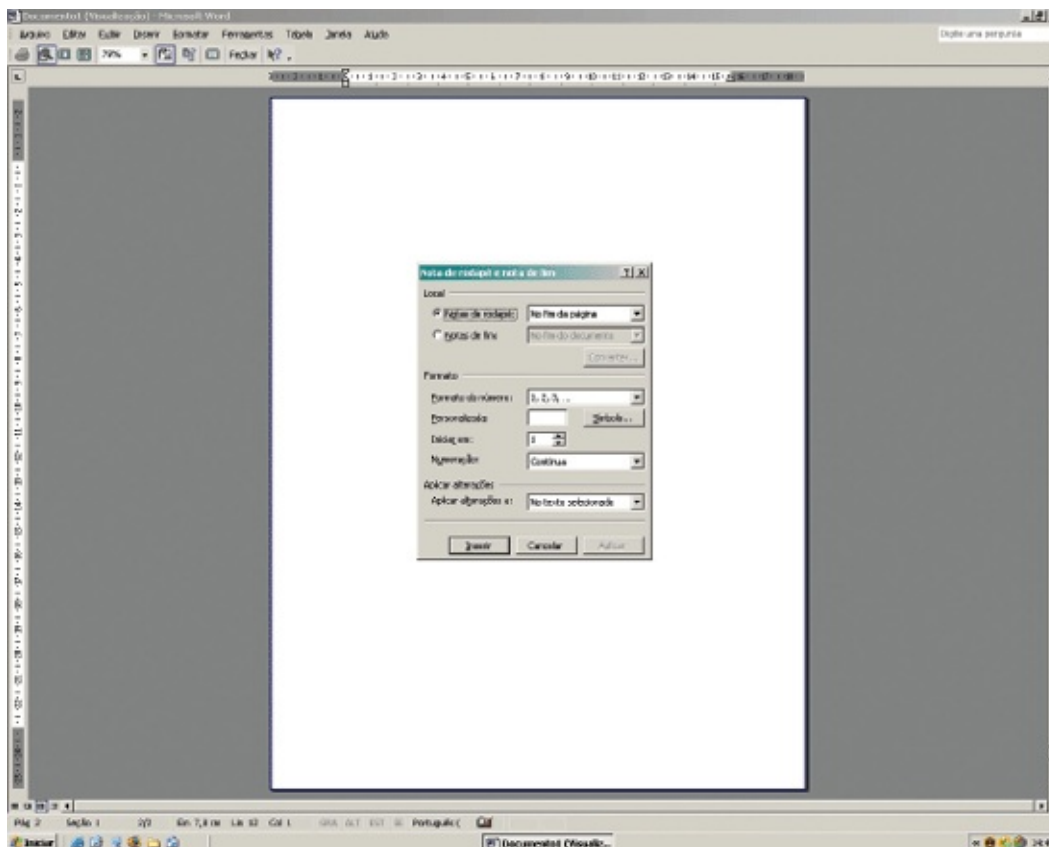 Documento1 (Visualização) - Microsoft Word
Arquivo Editar Exibir Inserir Formatar Ferramentas Tabela Janela Ajuda
Digite uma pergunta
79%
Fechar
Nota de rodapé e nota de fim
Local
Notas de rodapé:
No fim da página
Notas de fim:
No fim do documento
Converter...
Formato
Formato do número:
1, 2, 3, ...
Personalizada:
Símbolo...
Iniciar em:
1
Numeração:
Contínua
Aplicar alterações
Aplicar alterações a:
No texto selecionado
Inserir
Cancelar
Aplicar
Pág 2 Seção 1 2/2 Em 7,8 cm Lin 12 Col 1 GRA ALT EST SE Português (
Iniciar
Documento1 (Visualiz...